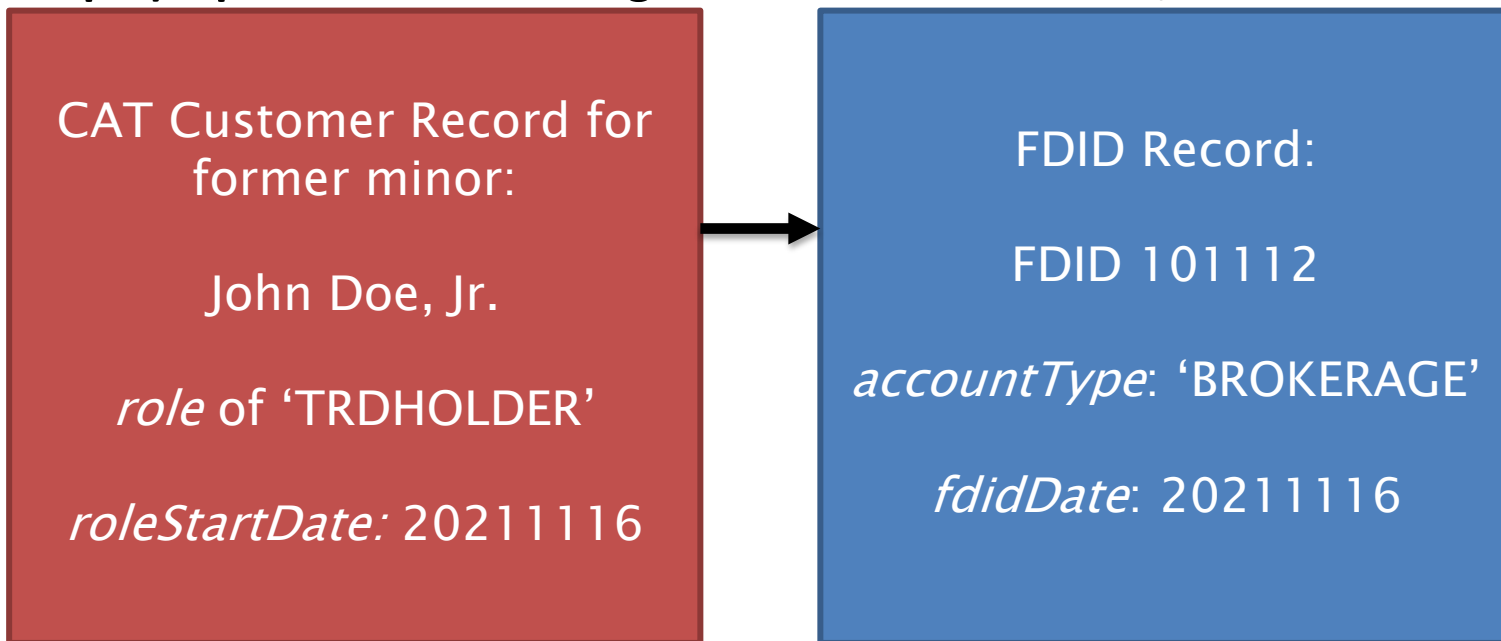 CAT Customer Record for
former minor:
John Doe, Jr.
role of ‘TRDHOLDER’
roleStartDate: 20211116
FDID Record:
FDID 101112
accountType: ‘BROKERAGE’
fdidDate: 20211116